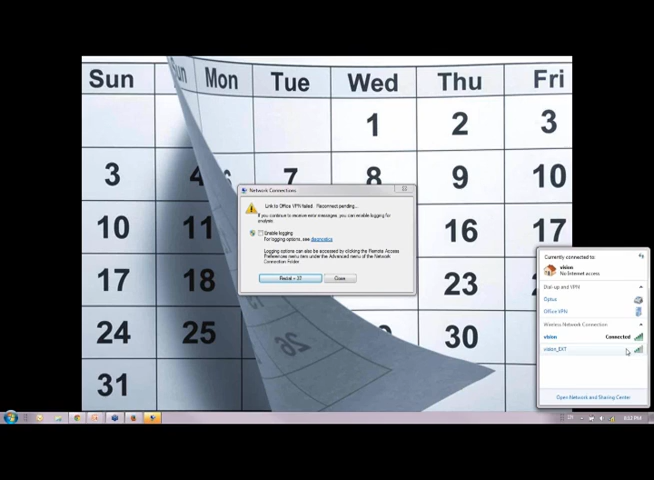 Sun Sun Mon Tue Wed Thu Fri
1 2 3
3 4 6 7 8 9 10
10 11 16 17
17 18 23
24 25 30
31 26
Network Connections
Link to Office VPN failed Reconnect pending...
If you continue to receive error messages, you can enable logging for
analysis
Enable logging
For logging options, see diagnostics
Logging options can also be accessed by clicking the Remote Access
Preferences menu item under the Advanced menu of the Network
Connection Folder
Close
Currently connected to:
vision
No Internet access
Dial-up and VPN
Optus
Office VPN
Wireless Network Connection
vision Connected
vision_EXT
Open Network and Sharing Center